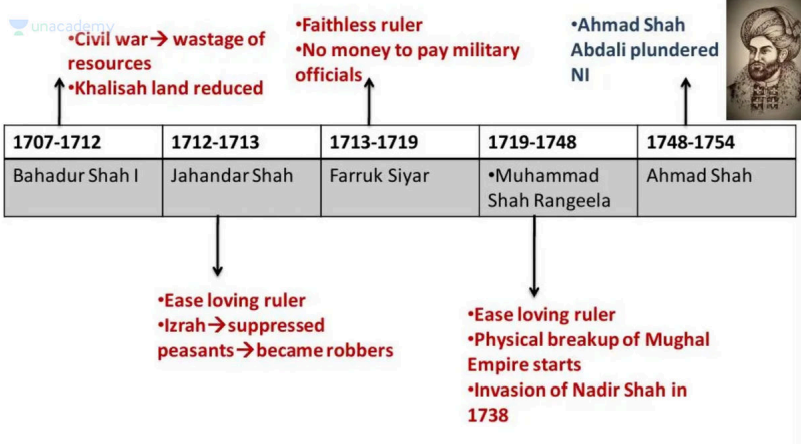 unacademy
•Civil war→ wastage of
resources
•Khalisah land reduced
•Faithless ruler
•No money to pay military
officials
•Ahmad Shah
Abdali plundered
NI
1707-1712 1712-1713 1713-1719 1719-1748 1748-1754
Bahadur Shah I Jahandar Shah Farruk Siyar •Muhammad Ahmad Shah
Shah Rangeela
•Ease loving ruler
•Izrah→suppressed
peasants→became robbers
•Ease loving ruler
•Physical breakup of Mughal
Empire starts
•Invasion of Nadir Shah in
1738